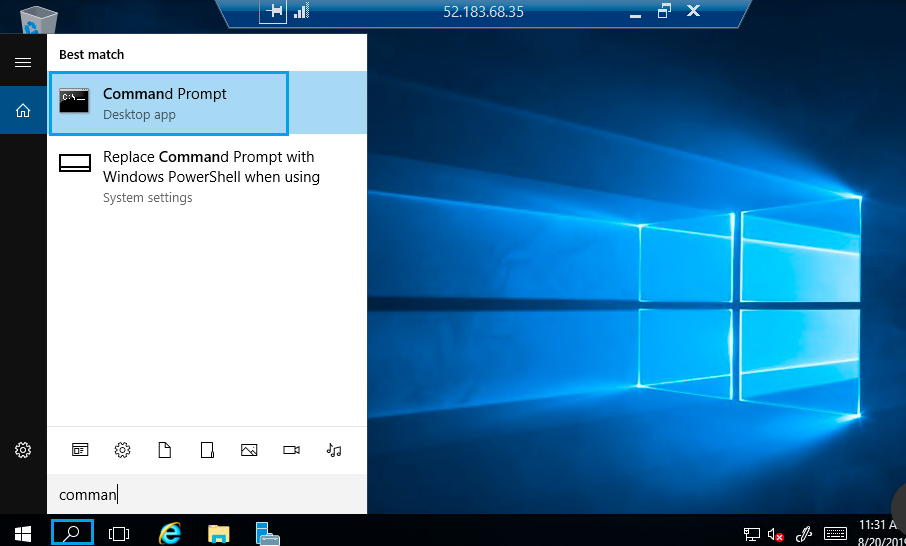 52.183.68.35
Best match
Command Prompt
Desktop app
Replace Command Prompt with
Windows PowerShell when using
System settings
comman
11:31 A
8/20/201